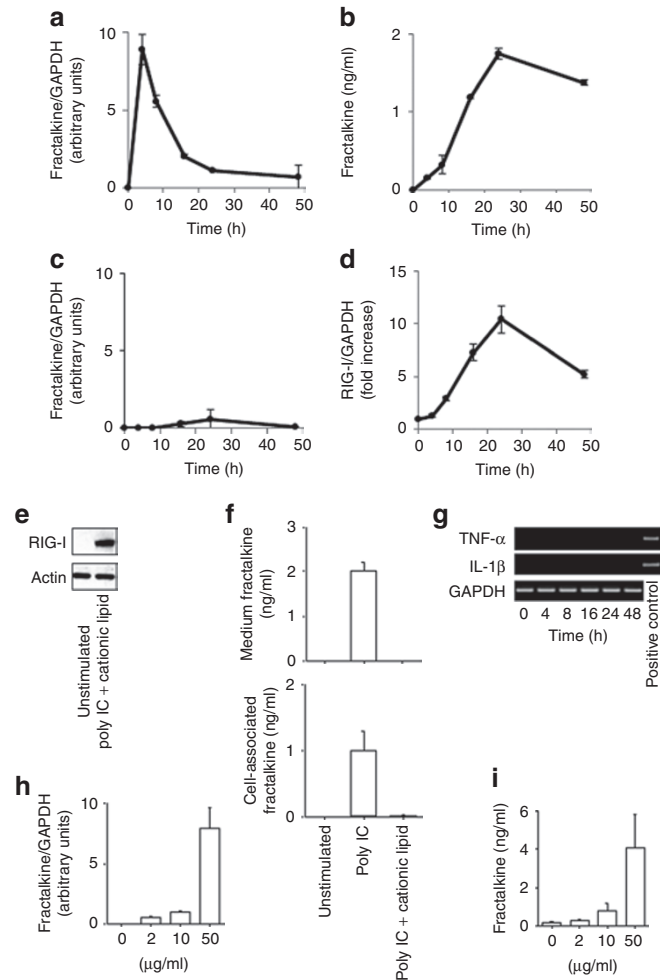 a
Fractalkine/GAPDH
(arbitrary units)
10
5
0
0 10 20 30 40 50
Time (h)
b
Fractalkine (ng/ml)
2
1
0
0 10 20 30 40 50
Time (h)
c
Fractalkine/GAPDH
(arbitrary units)
10
5
0
0 10 20 30 40 50
Time (h)
d
RIG-I/GAPDH
(fold increase)
15
10
5
0
0 10 20 30 40 50
Time (h)
e
RIG-I
Actin
Unstimulated
poly IC + cationic lipid
f
Medium fractalkine
(ng/ml)
3
2
1
0
Cell-associated
fractalkine (ng/ml)
2
1
0
Unstimulated
Poly IC
Poly IC + cationic lipid
g
TNF-α
IL-1β
GAPDH
0 4 8 16 24 48
Time (h)
Positive control
h
Fractalkine/GAPDH
(arbitrary units)
10
5
0
0 2 10 50
(μg/ml)
i
Fractalkine (ng/ml)
6
4
2
0
0 2 10 50
(μg/ml)